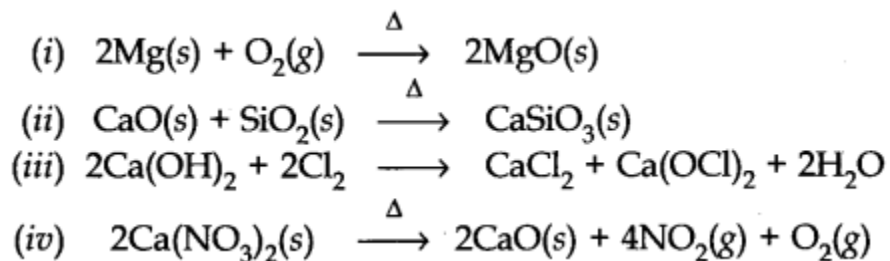 (i) 2Mg(s) + O₂(g) —Δ→ 2MgO(s)
(ii) CaO(s) + SiO₂(s) —Δ→ CaSiO₃(s)
(iii) 2Ca(OH)₂ + 2Cl₂ ⟶ CaCl₂ + Ca(OCl)₂ + 2H₂O
(iv) 2Ca(NO₃)₂(s) —Δ→ 2CaO(s) + 4NO₂(g) + O₂(g)